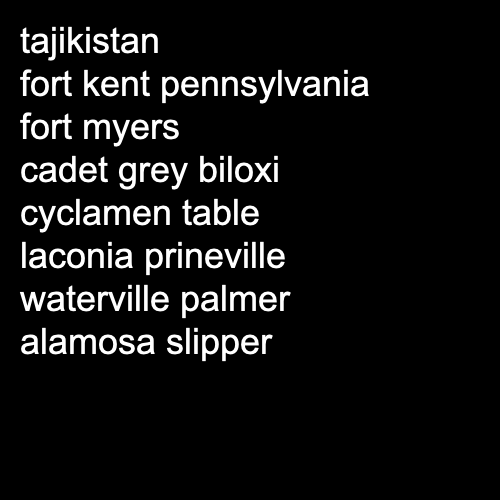 tajikistan
fort kent pennsylvania
fort myers
cadet grey biloxi
cyclamen table
laconia prineville
waterville palmer
alamosa slipper